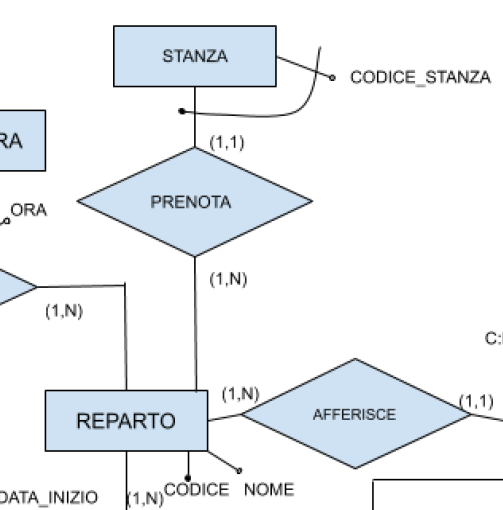 STANZA
CODICE_STANZA
RA
(1,1)
PRENOTA
ORA
(1,N)
(1,N)
C:
(1,N)
(1,1)
REPARTO
AFFERISCE
DATA_INIZIO
(1,N)
CODICE
NOME